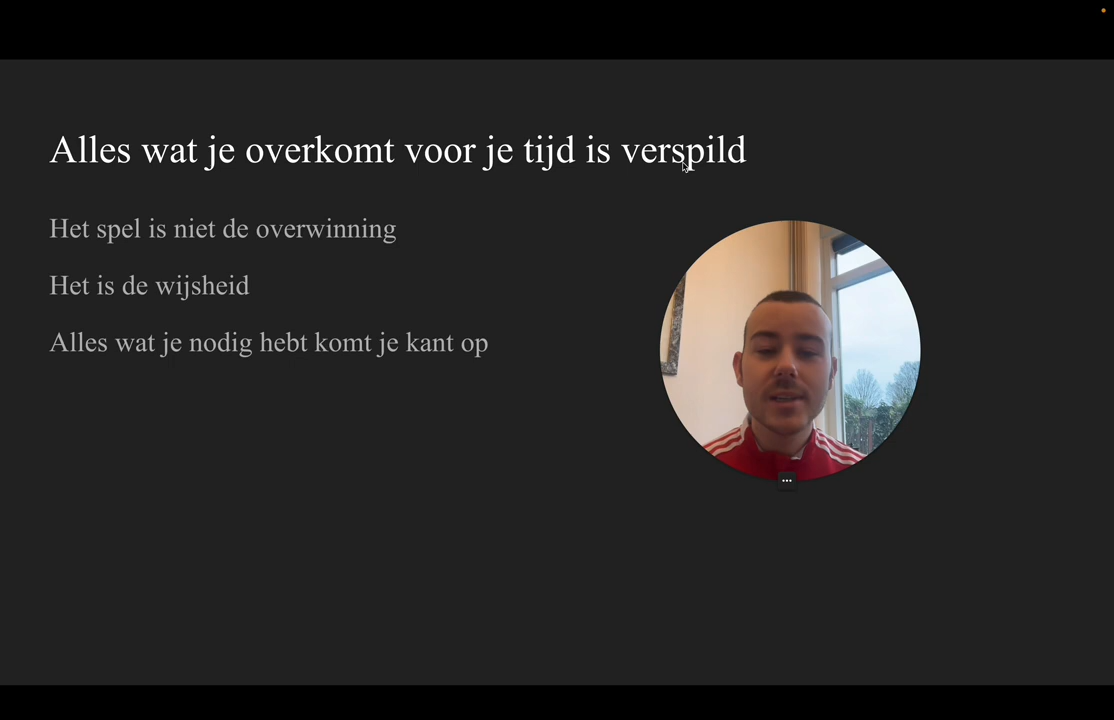 Alles wat je overkomt voor je tijd is verspild
Het spel is niet de overwinning
Het is de wijsheid
Alles wat je nodig hebt komt je kant op